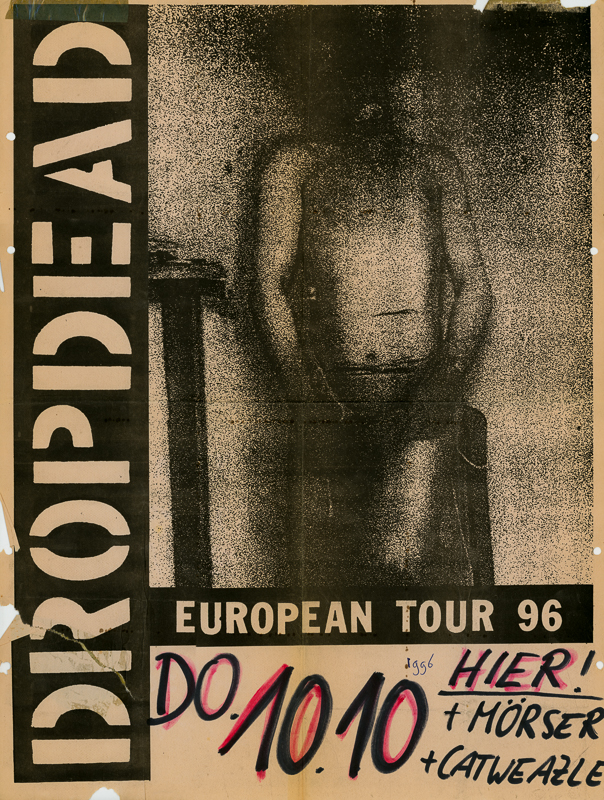 DROPDEAD
EUROPEAN TOUR 96
DO. 10.10
1996
HIER!
+ MÖRSER
+ CATWEAZLE